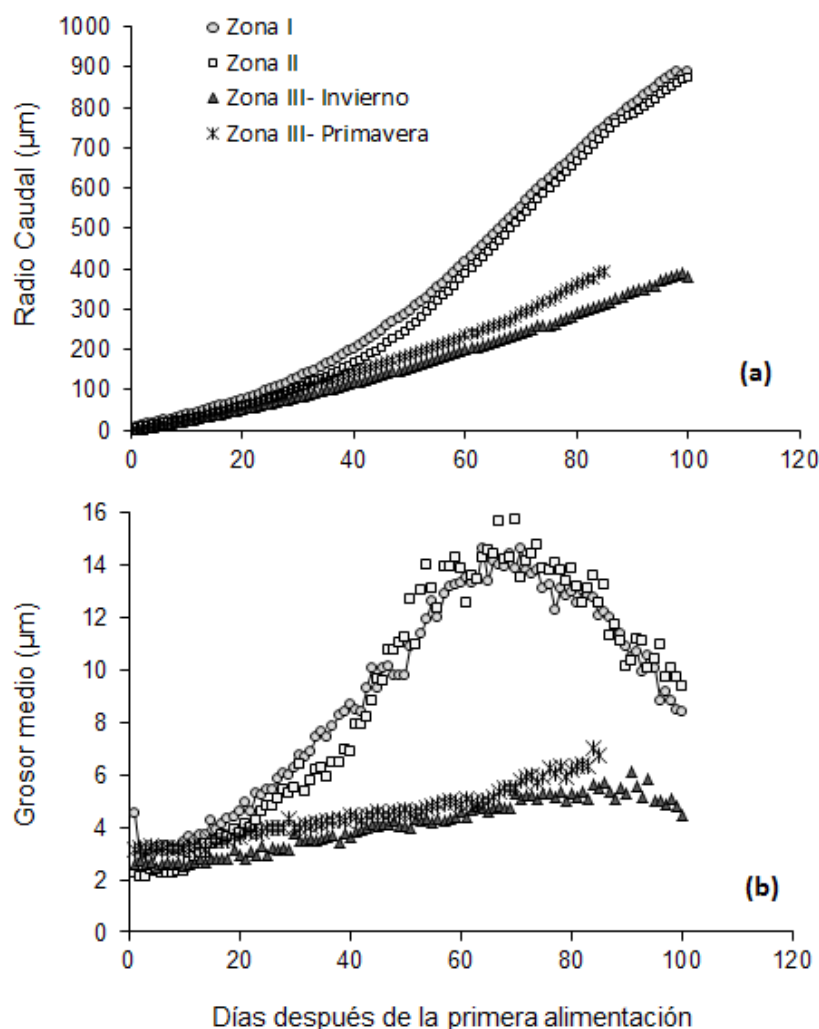 1000
900
800
700
600
500
400
300
200
100
0
Radio Caudal (µm)
Zona I
Zona II
Zona III- Invierno
Zona III- Primavera
(a)
0 20 40 60 80 100 120
16
14
12
10
8
6
4
2
0
Grosor medio (µm)
(b)
0 20 40 60 80 100 120
Días después de la primera alimentación